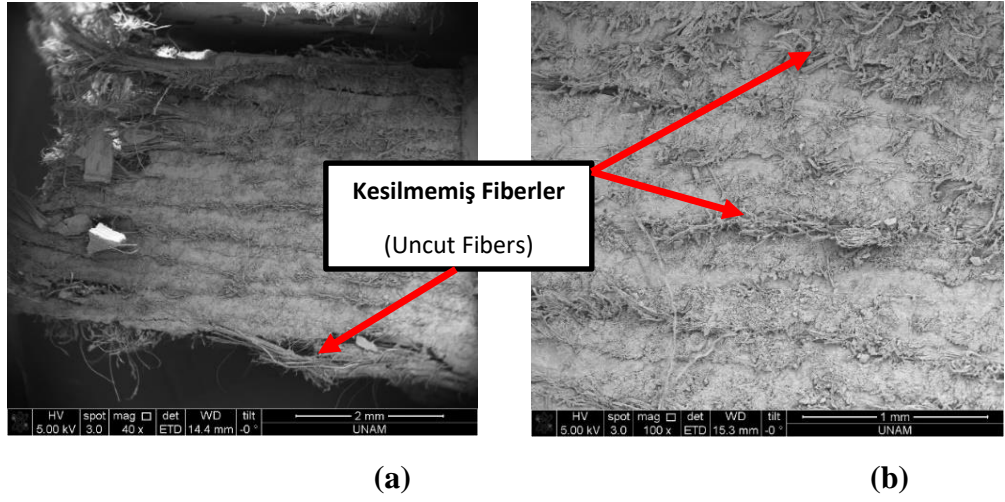 Kesilmemiş Fiberler
(Uncut Fibers)
HV spot mag □ det WD tilt
5.00 kV 3.0 40 x ETD 14.4 mm -0 °
2 mm
UNAM
HV spot mag □ det WD tilt
5.00 kV 3.0 100 x ETD 15.3 mm -0 °
1 mm
UNAM
(a) (b)